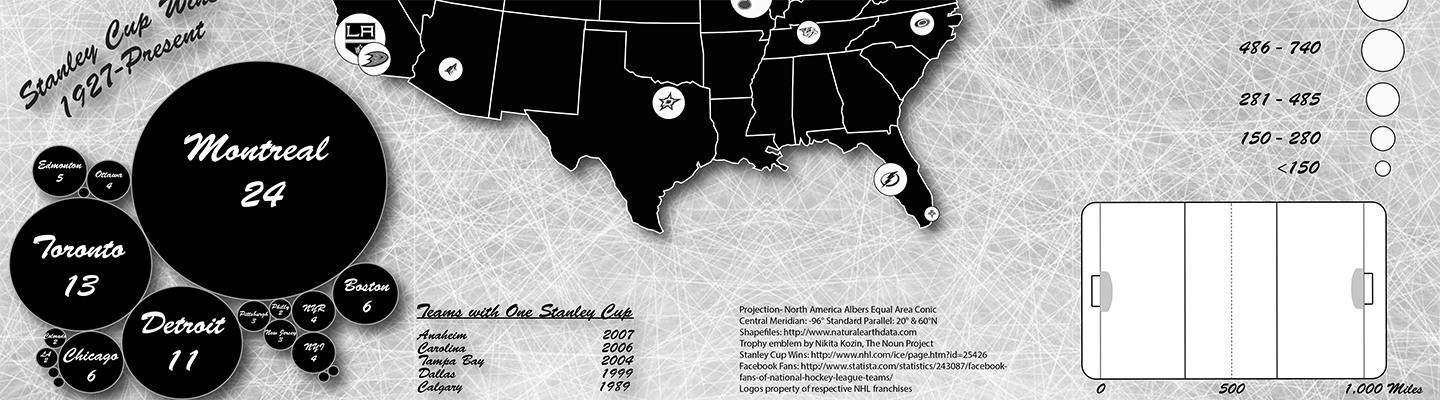 Stanley Cup Wins
1927-Present
Montreal
24
Edmonton
5
Ottawa
4
Toronto
13
Detroit
11
Boston
6
Pittsburgh
3
Philly
2
NYR
4
New Jersey
3
NYI
4
Colorado
2
LA
2
Chicago
6
LA
Teams with One Stanley Cup
Anaheim 2007
Carolina 2006
Tampa Bay 2004
Dallas 1999
Calgary 1989
Projection- North America Albers Equal Area Conic
Central Meridian: -96° Standard Parallel: 20° & 60°N
Shapefiles: http://www.naturalearthdata.com
Trophy emblem by Nikita Kozin, The Noun Project
Stanley Cup Wins: http://www.nhl.com/ice/page.htm?id=25426
Facebook Fans: http://www.statista.com/statistics/243087/facebook-
fans-of-national-hockey-league-teams/
Logos property of respective NHL franchises
486 - 740
281 - 485
150 - 280
<150
0 500 1,000 Miles